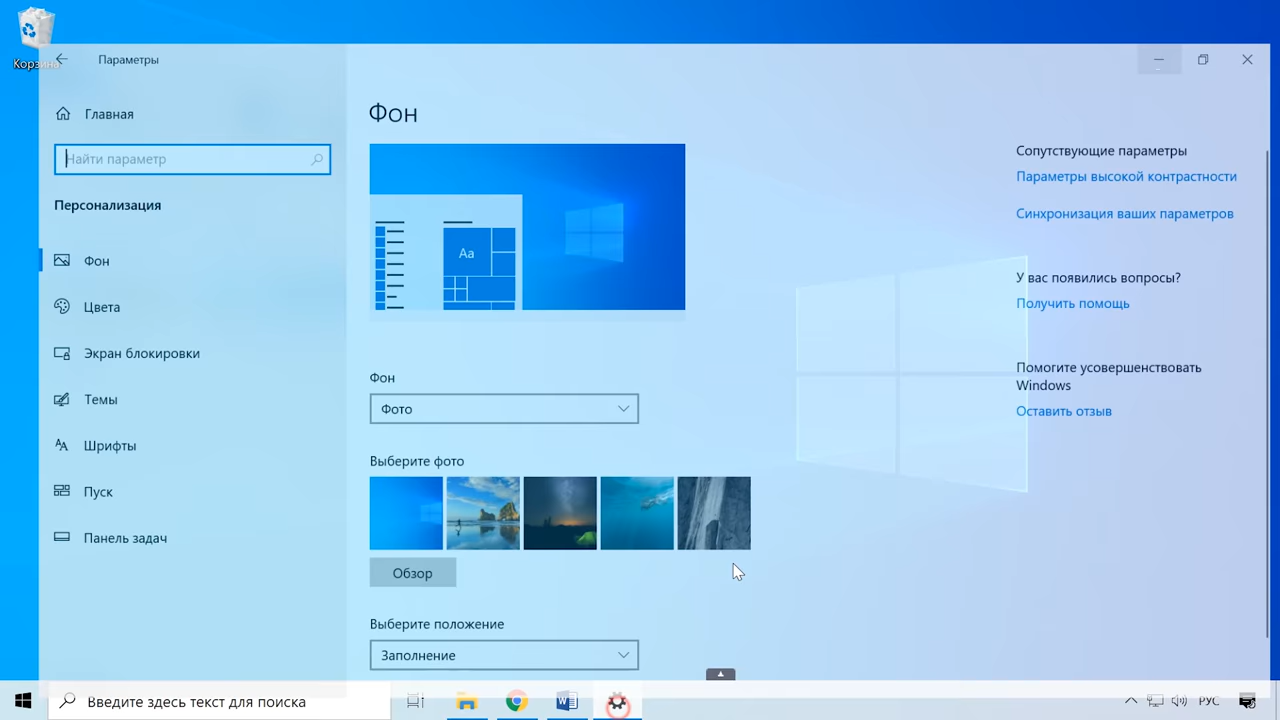 Корзина
Параметры
Главная
Найти параметр
Персонализация
Фон
Цвета
Экран блокировки
Темы
Шрифты
Пуск
Панель задач
Фон
Aa
Фон
Фото
Выберите фото
Обзор
Выберите положение
Заполнение
Сопутствующие параметры
Параметры высокой контрастности
Синхронизация ваших параметров
У вас появились вопросы?
Получить помощь
Помогите усовершенствовать
Windows
Оставить отзыв
Введите здесь текст для поиска
РУС